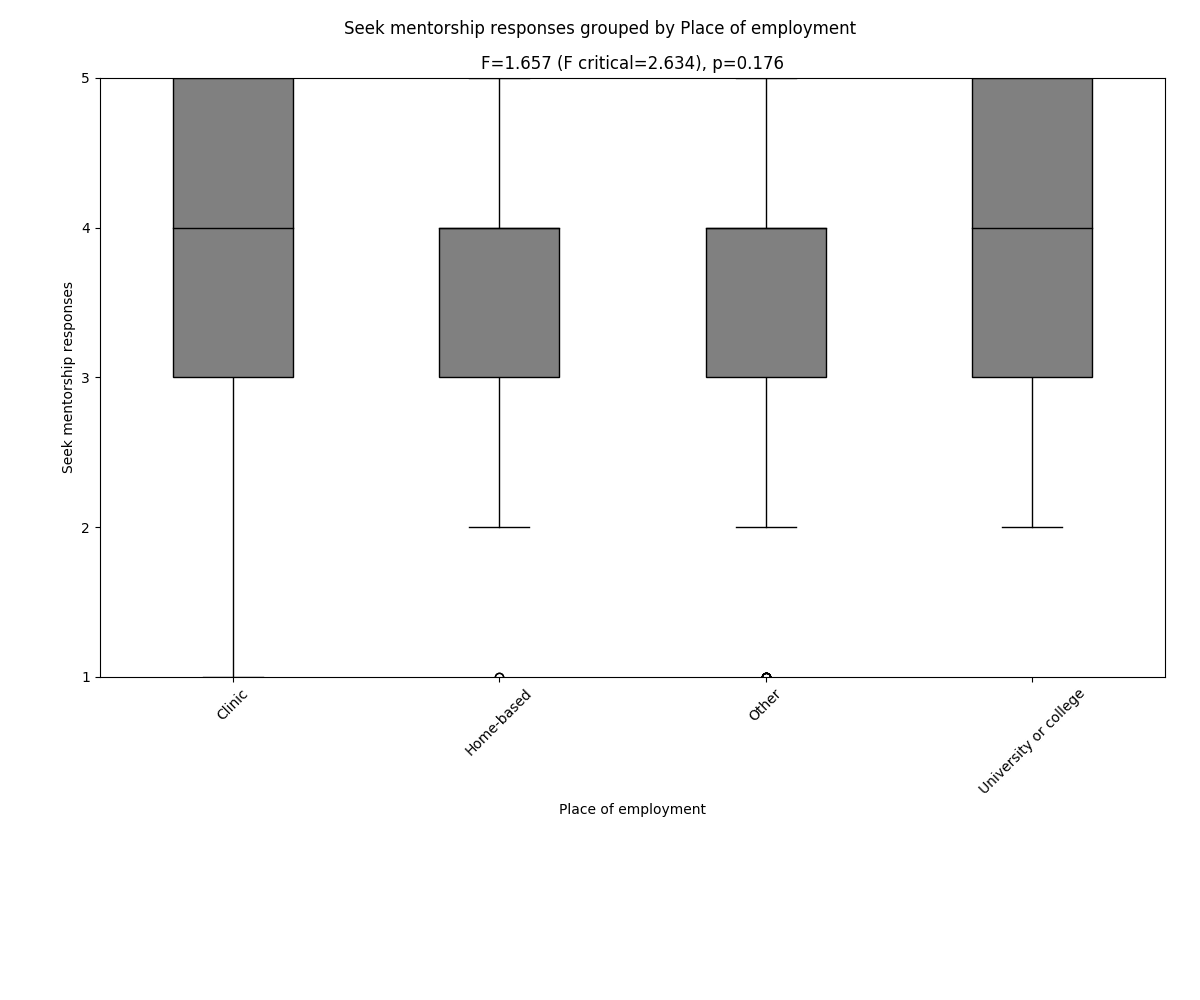 Seek mentorship responses grouped by Place of employment
F=1.657 (F critical=2.634), p=0.176
5
4
3
2
1
Seek mentorship responses
Clinic
Home-based
Other
University or college
Place of employment